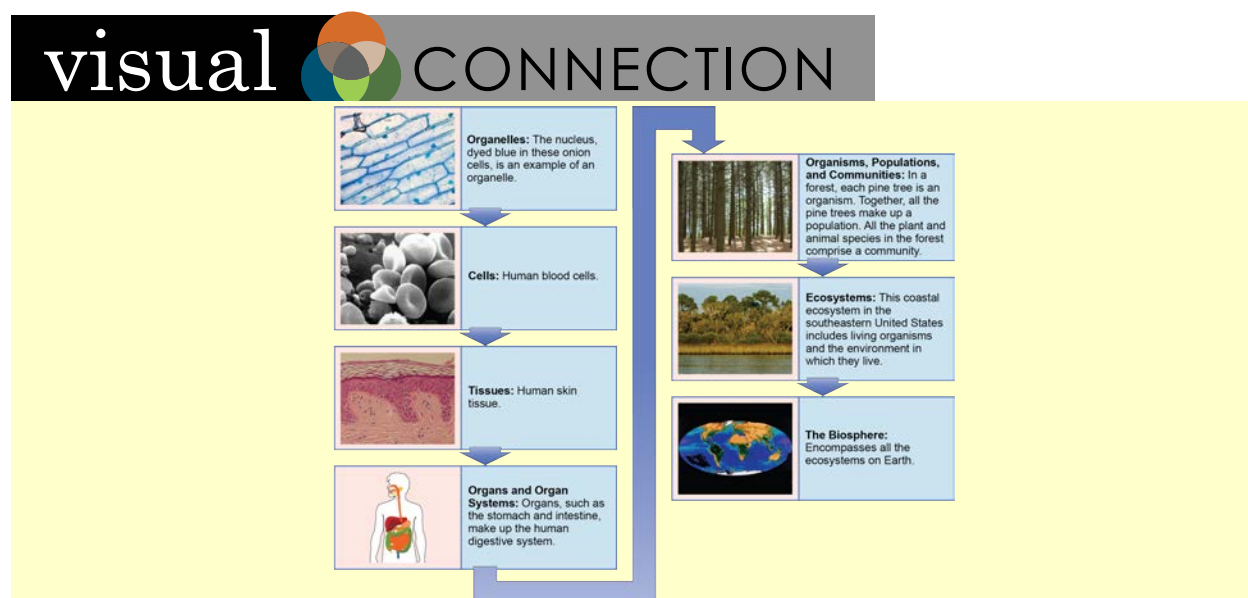 visual CONNECTION
Organelles: The nucleus,
dyed blue in these onion
cells, is an example of an
organelle.
Cells: Human blood cells.
Tissues: Human skin
tissue.
Organs and Organ
Systems: Organs, such as
the stomach and intestine,
make up the human
digestive system.
Organisms, Populations,
and Communities: In a
forest, each pine tree is an
organism. Together, all the
pine trees make up a
population. All the plant and
animal species in the forest
comprise a community.
Ecosystems: This coastal
ecosystem in the
southeastern United States
includes living organisms
and the environment in
which they live.
The Biosphere:
Encompasses all the
ecosystems on Earth.